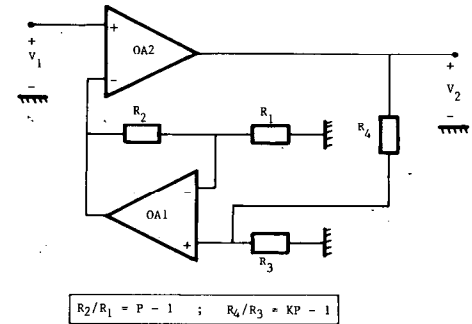 +
OA2
-
+
V1
-
+
V2
-
R2
R1
R4
-
OA1
+
R3
R2/R1 = P - 1 ; R4/R3 = KP - 1